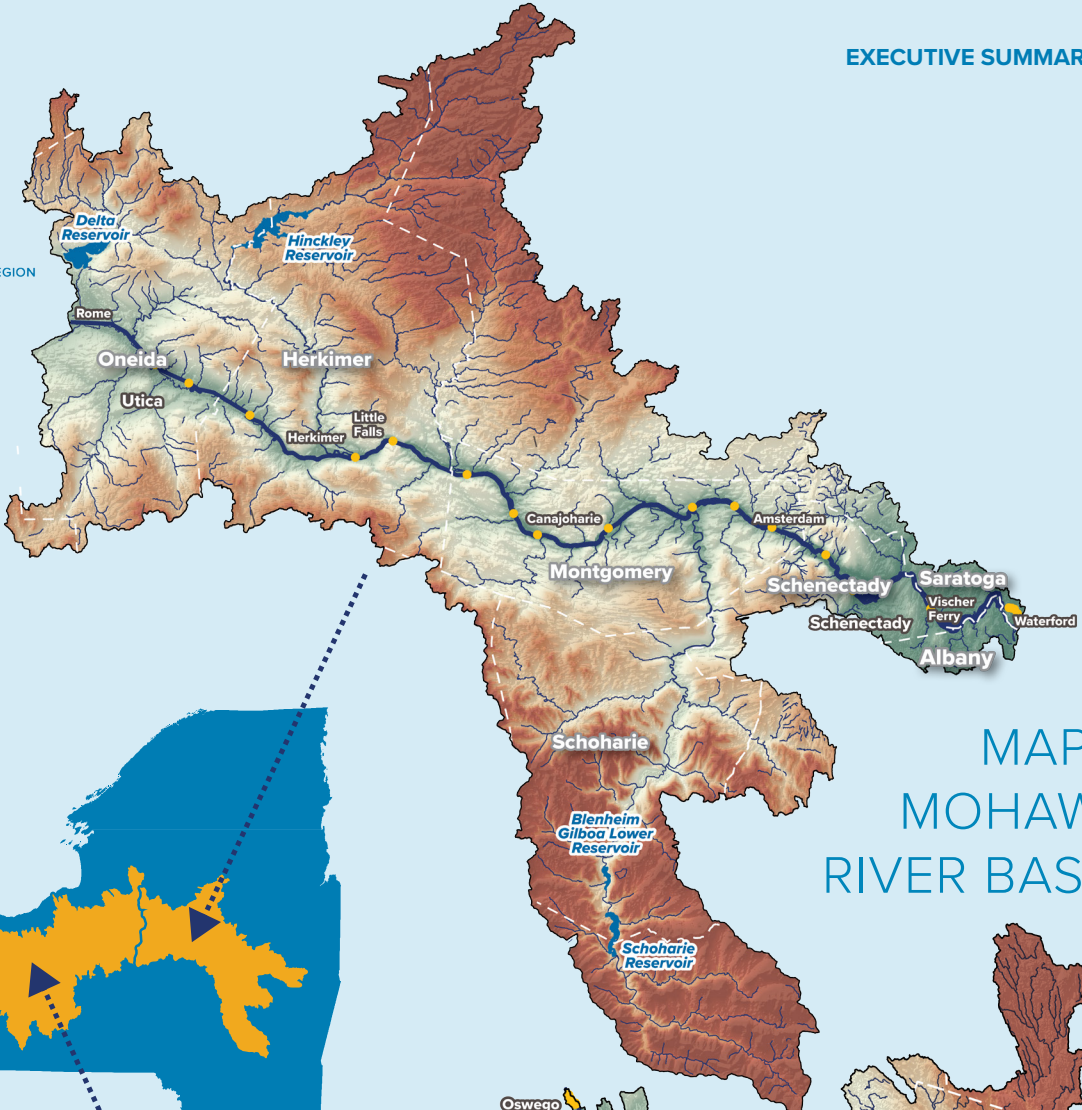 EXECUTIVE SUMMAR
Delta
Reservoir
Hinckley
Reservoir
EGION
Rome
Oneida
Herkimer
Utica
Little
Falls
Herkimer
Canajoharie
Amsterdam
Montgomery
Schenectady
Saratoga
Vischer
Ferry
Schenectady
Waterford
Albany
Schoharie
MAP
MOHAW
RIVER BAS
Blenheim
Gilboa Lower
Reservoir
Schoharie
Reservoir
Oswego